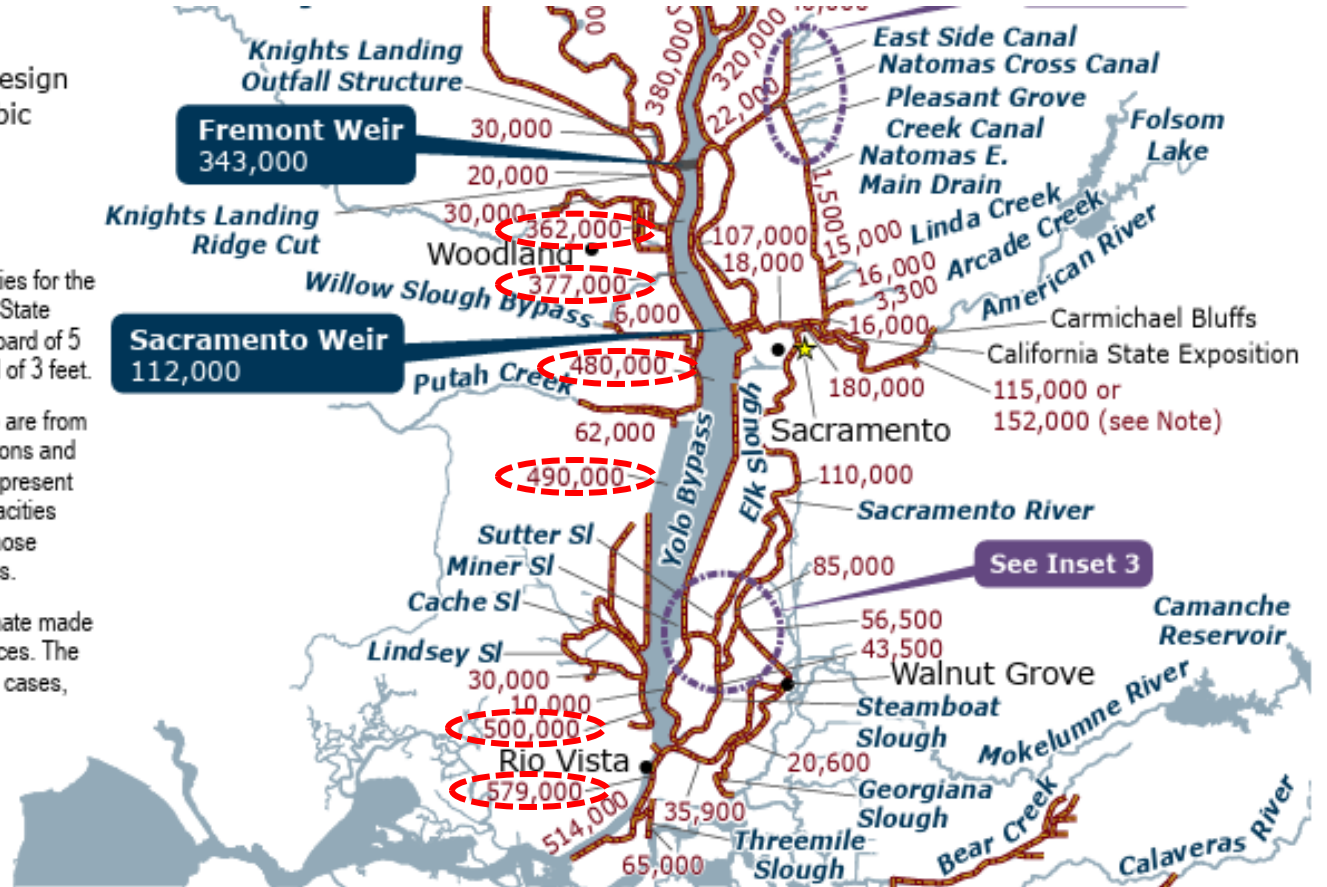 380,000
320,000
22,000
Knights Landing
Outfall Structure
East Side Canal
Natomas Cross Canal
Pleasant Grove
Creek Canal
Natomas E.
Main Drain
Folsom
Lake
esign
Fremont Weir
343,000
30,000
20,000
30,000
Knights Landing
Ridge Cut
362,000
Woodland
1,500
107,000
18,000
15,000
Linda Creek
16,000
Arcade Creek
3,300
American River
16,000
377,000
Willow Slough Bypass
6,000
ies for the
State
oard of 5
of 3 feet.
Sacramento Weir
112,000
Carmichael Bluffs
California State Exposition
115,000 or
152,000 (see Note)
180,000
Sacramento
480,000
Putah Creek
62,000
are from
ons and
present
acities
490,000
Yolo Bypass
Elk Slough
110,000
Sacramento River
Sutter Sl
Miner Sl
Cache Sl
Lindsey Sl
85,000
See Inset 3
56,500
43,500
Walnut Grove
Camanche
Reservoir
ate made
ces. The
cases,
30,000
10,000
500,000
Rio Vista
579,000
514,000
Steamboat
Slough
Mokelumne River
20,600
Georgiana
Slough
35,900
Threemile
Slough
65,000
Bear Creek
Calaveras River